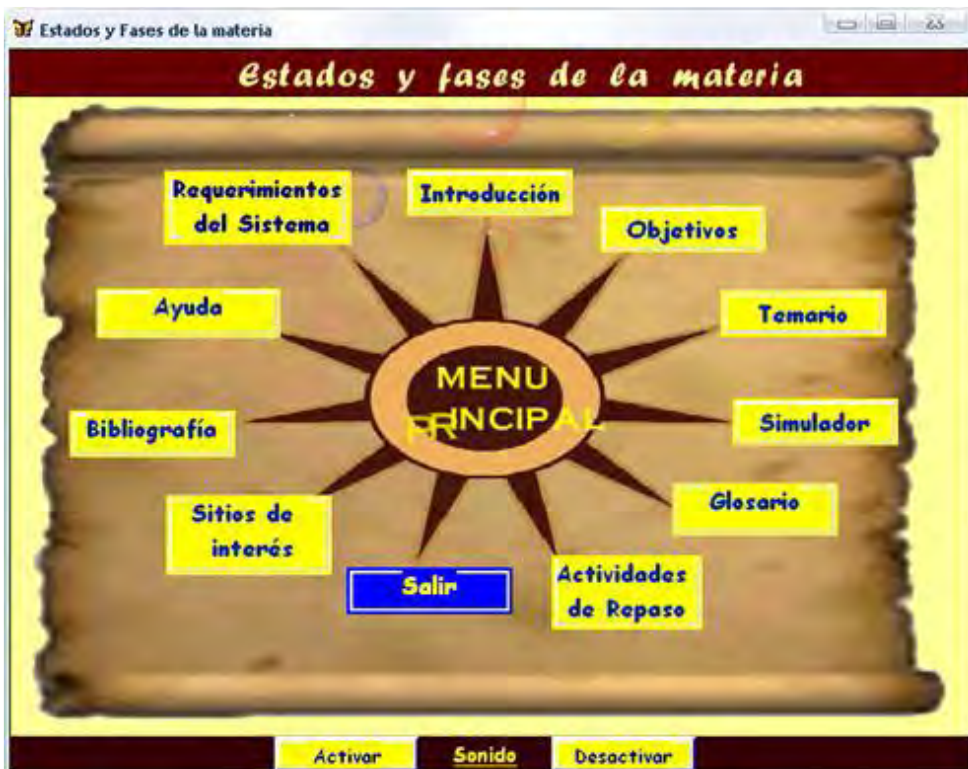 Estados y Fases de la materia
Estados y fases de la materia
Requerimientos
del Sistema
Introducción
Objetivos
Ayuda
Temario
MENU
PRINCIPAL
Bibliografía
Simulador
Sitios de
interés
Glosario
Salir
Actividades
de Repaso
Activar
Sonido
Desactivar